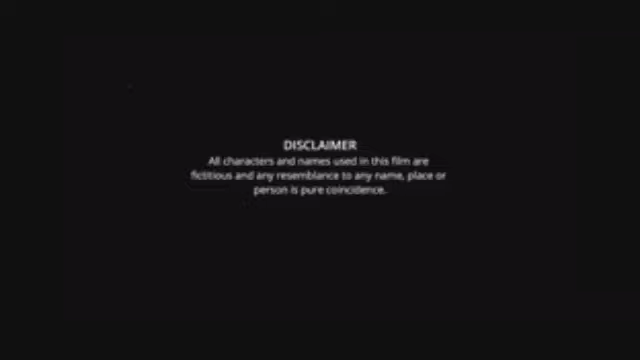 DISCLAIMER
All characters and names used in this film are
fictitious and any resemblance to any name, place or
person is pure coincidence.